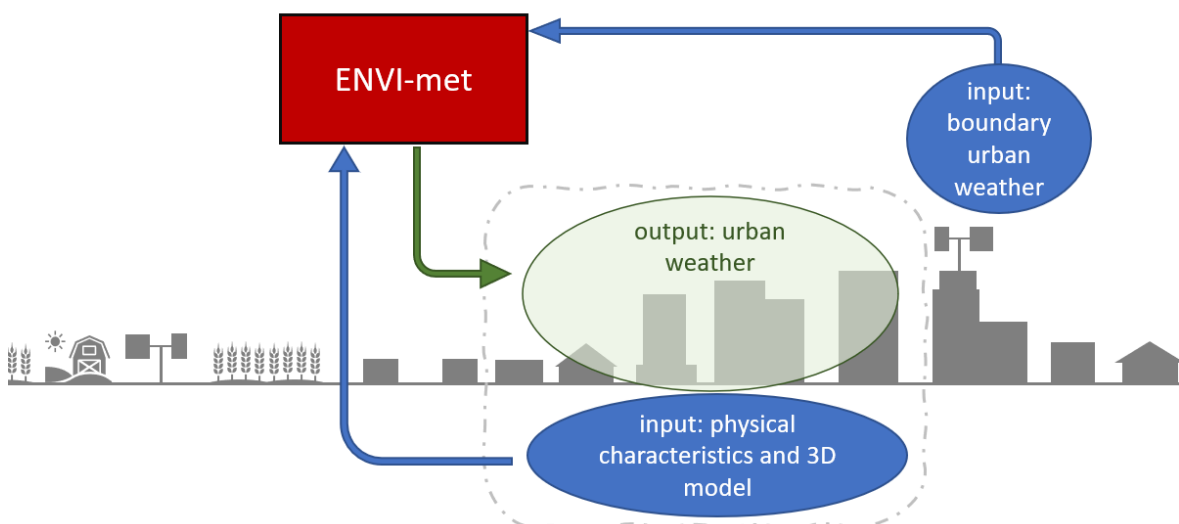 ENVI-met
input:
boundary
urban
weather
output: urban
weather
input: physical
characteristics and 3D
model